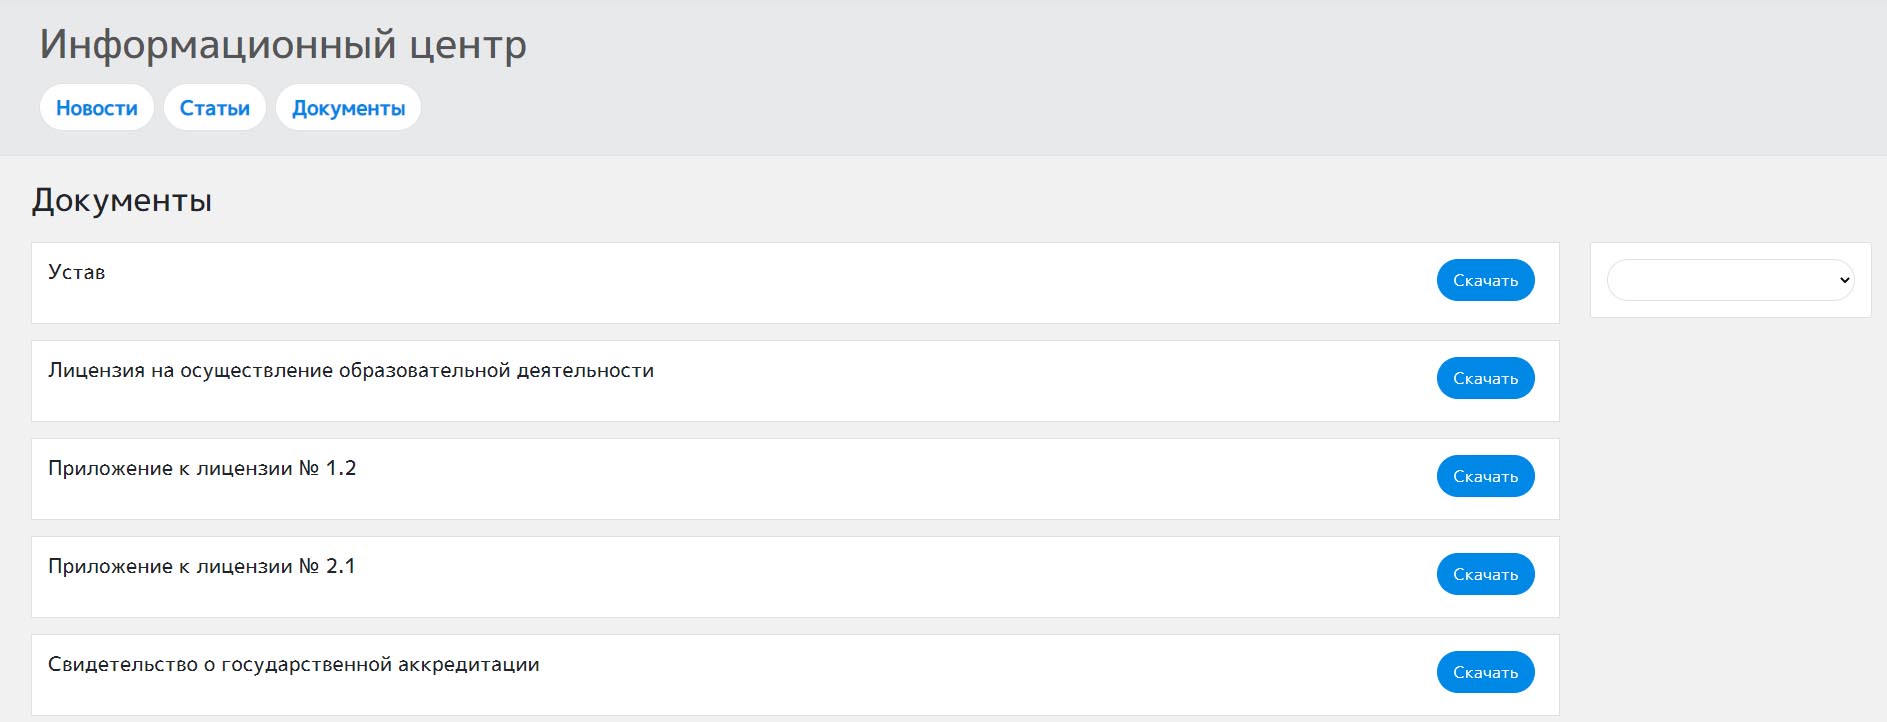 Информационный центр
Новости Статьи Документы
Документы
Устав Скачать
Лицензия на осуществление образовательной деятельности Скачать
Приложение к лицензии № 1.2 Скачать
Приложение к лицензии № 2.1 Скачать
Свидетельство о государственной аккредитации Скачать